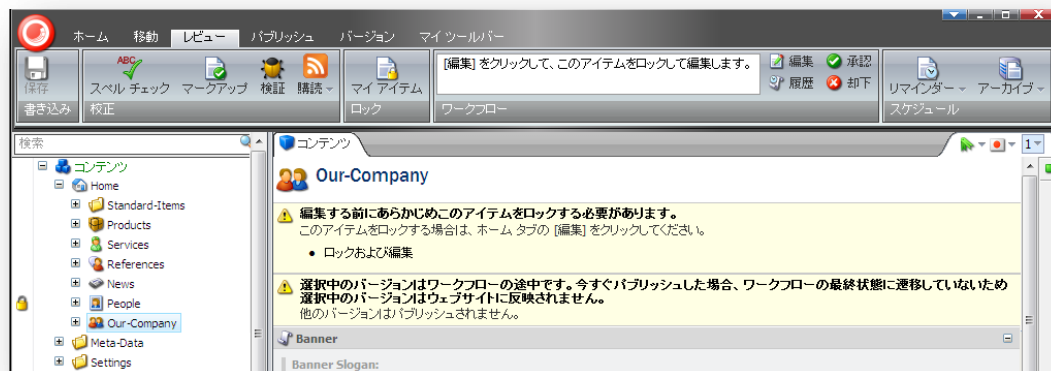 ホーム 移動 レビュー パブリッシュ バージョン マイ ツールバー
保存
書き込み
ABC
スペル チェック マークアップ 検証 購読
校正
マイ アイテム
ロック
[編集] をクリックして、このアイテムをロックして編集します。
編集 承認
履歴 却下
ワークフロー
リマインダー アーカイブ
スケジュール
検索
コンテンツ
Home
Standard-Items
Products
Services
References
News
People
Our-Company
Meta-Data
Settings
コンテンツ
1
Our-Company
編集する前にあらかじめこのアイテムをロックする必要があります。
このアイテムをロックする場合は、ホーム タブの [編集] をクリックしてください。
• ロックおよび編集
選択中のバージョンはワークフローの途中です。今すぐパブリッシュした場合、ワークフローの最終状態に遷移していないため
選択中のバージョンはウェブサイトに反映されません。
他のバージョンはパブリッシュされません。
Banner
Banner Slogan: